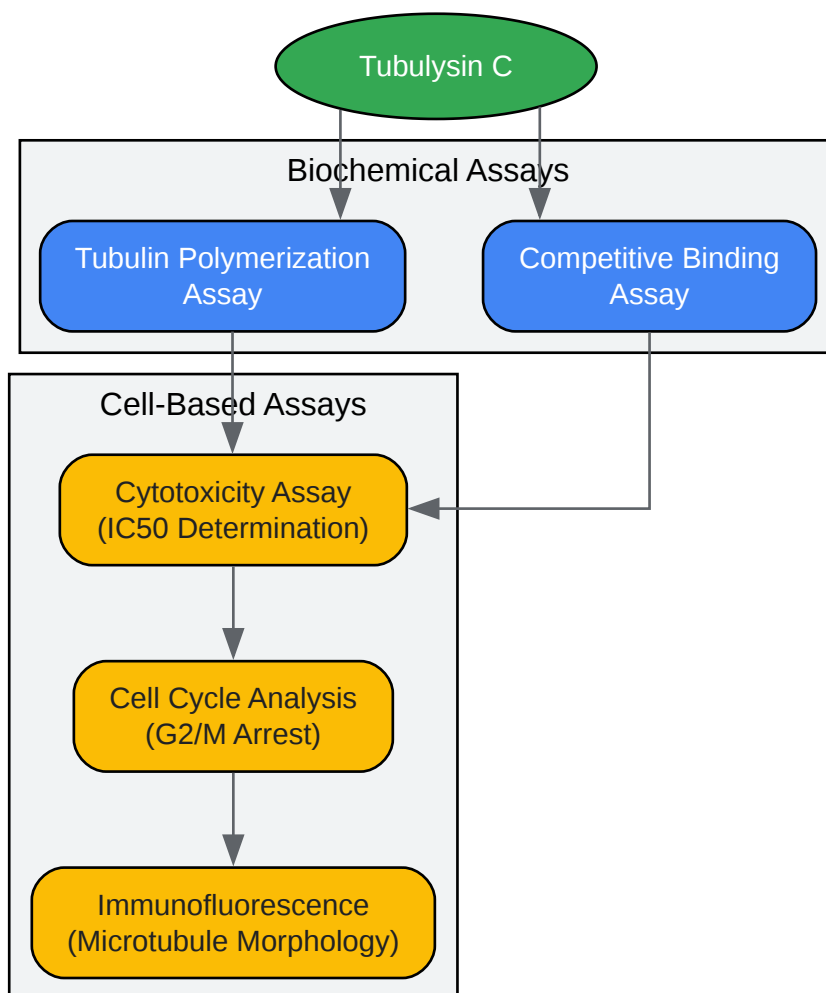 Tubulysin C
Biochemical Assays
Tubulin Polymerization
Assay
Competitive Binding
Assay
Cell-Based Assays
Cytotoxicity Assay
(IC50 Determination)
Cell Cycle Analysis
(G2/M Arrest)
Immunofluorescence
(Microtubule Morphology)